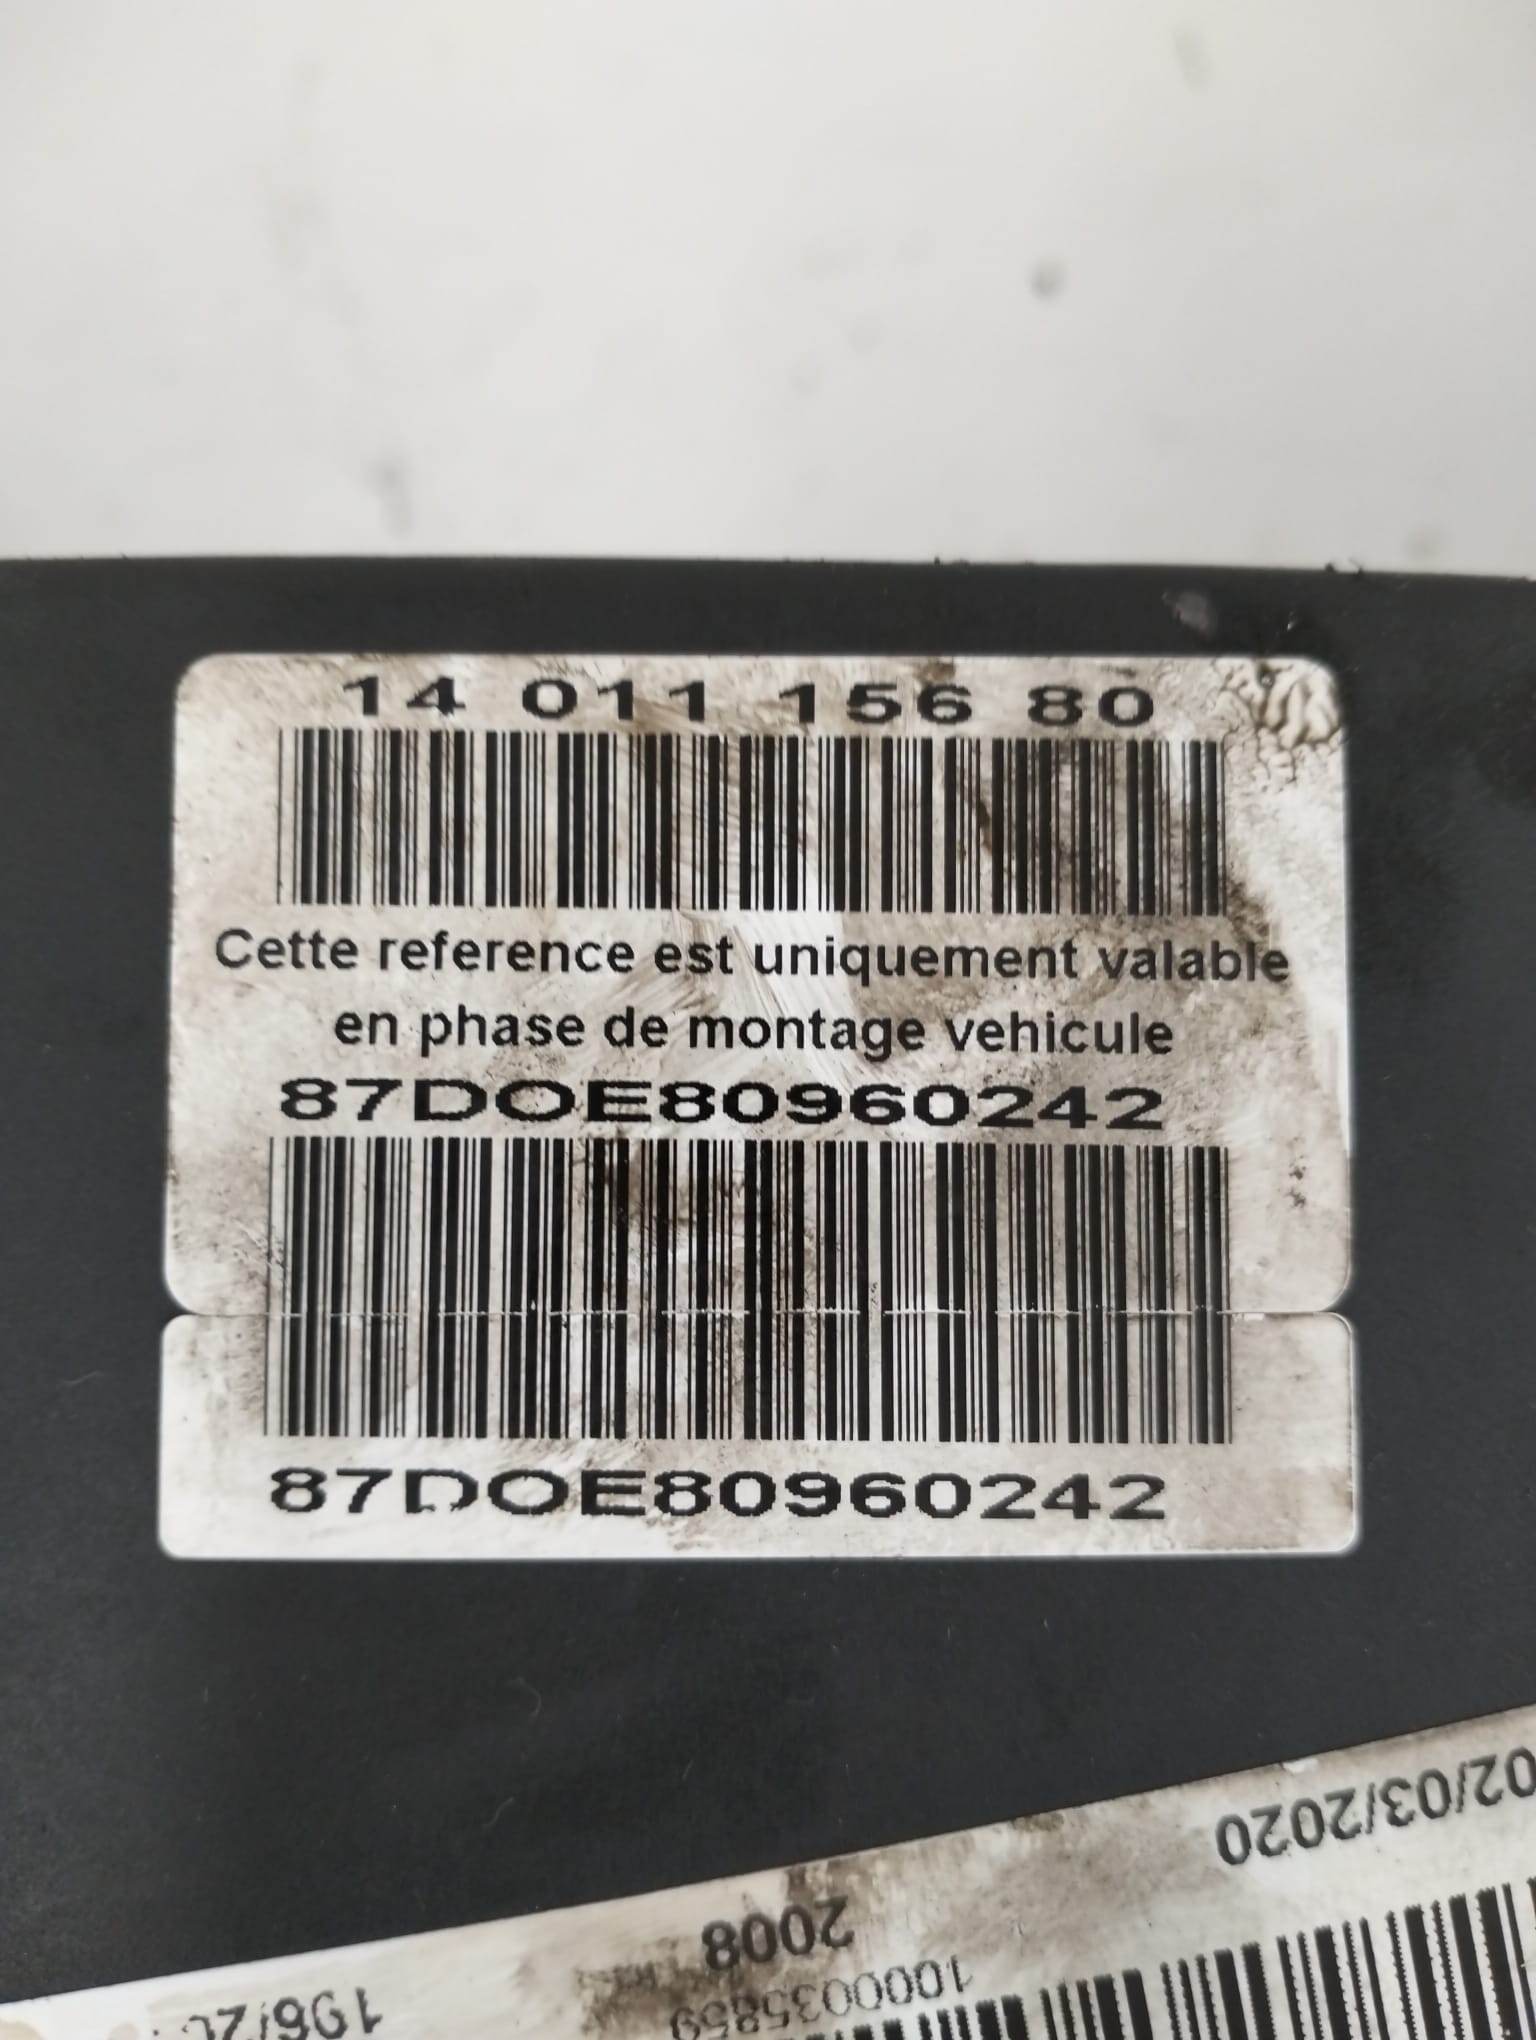 14 011 156 80
Cette reference est uniquement valable
en phase de montage vehicule
87DOE80960242
87DOE80960242
02/03/2020
2008
1000035859